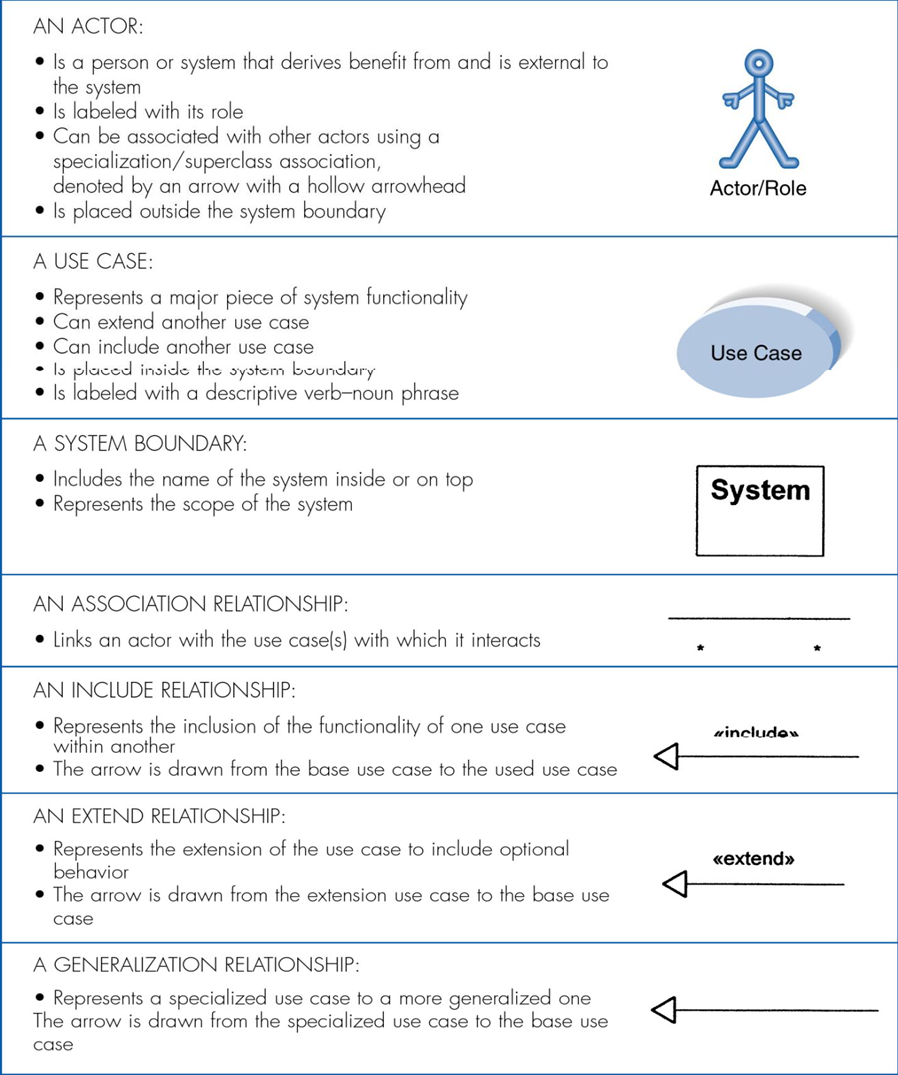 AN ACTOR:
• Is a person or system that derives benefit from and is external to
the system
• Is labeled with its role
• Can be associated with other actors using a
specialization/superclass association,
denoted by an arrow with a hollow arrowhead
• Is placed outside the system boundary
Actor/Role
A USE CASE:
• Represents a major piece of system functionality
• Can extend another use case
• Can include another use case
• Is placed inside the system boundary
• Is labeled with a descriptive verb–noun phrase
Use Case
A SYSTEM BOUNDARY:
• Includes the name of the system inside or on top
• Represents the scope of the system
System
AN ASSOCIATION RELATIONSHIP:
• Links an actor with the use case(s) with which it interacts
* *
AN INCLUDE RELATIONSHIP:
• Represents the inclusion of the functionality of one use case
within another
• The arrow is drawn from the base use case to the used use case
«include»
AN EXTEND RELATIONSHIP:
• Represents the extension of the use case to include optional
behavior
• The arrow is drawn from the extension use case to the base use
case
«extend»
A GENERALIZATION RELATIONSHIP:
• Represents a specialized use case to a more generalized one
The arrow is drawn from the specialized use case to the base use
case